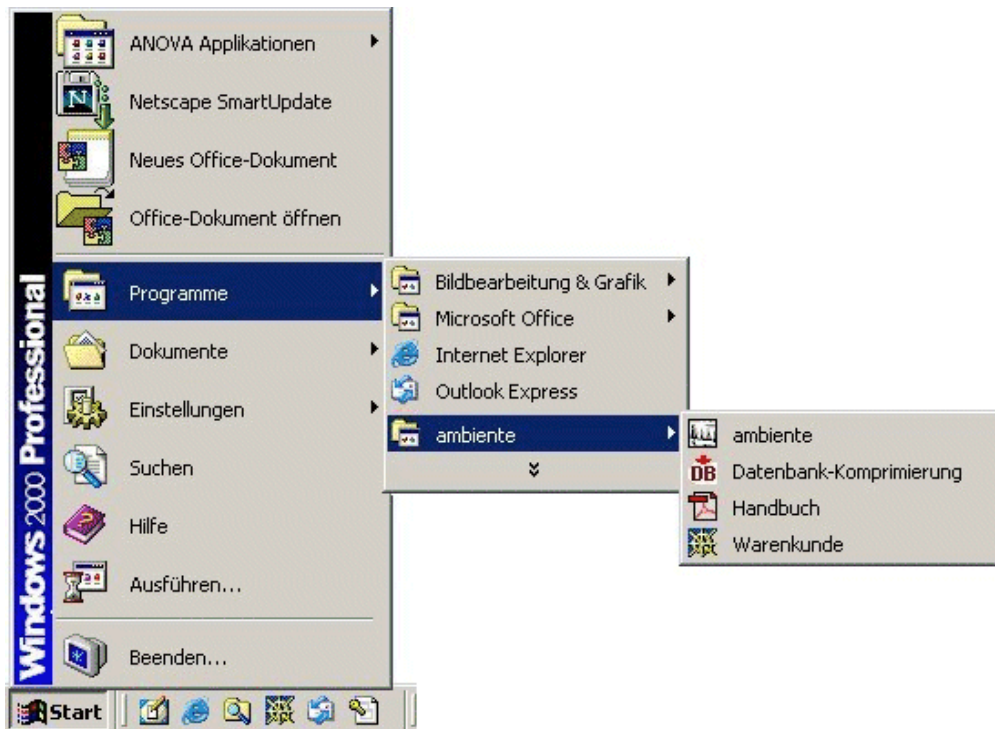 ANOVA Applikationen
Netscape SmartUpdate
Neues Office-Dokument
Office-Dokument öffnen
Programme
Dokumente
Einstellungen
Suchen
Hilfe
Ausführen...
Beenden...
Windows 2000 Professional
Start
Bildbearbeitung & Grafik
Microsoft Office
Internet Explorer
Outlook Express
ambiente
ambiente
Datenbank-Komprimierung
Handbuch
Warenkunde